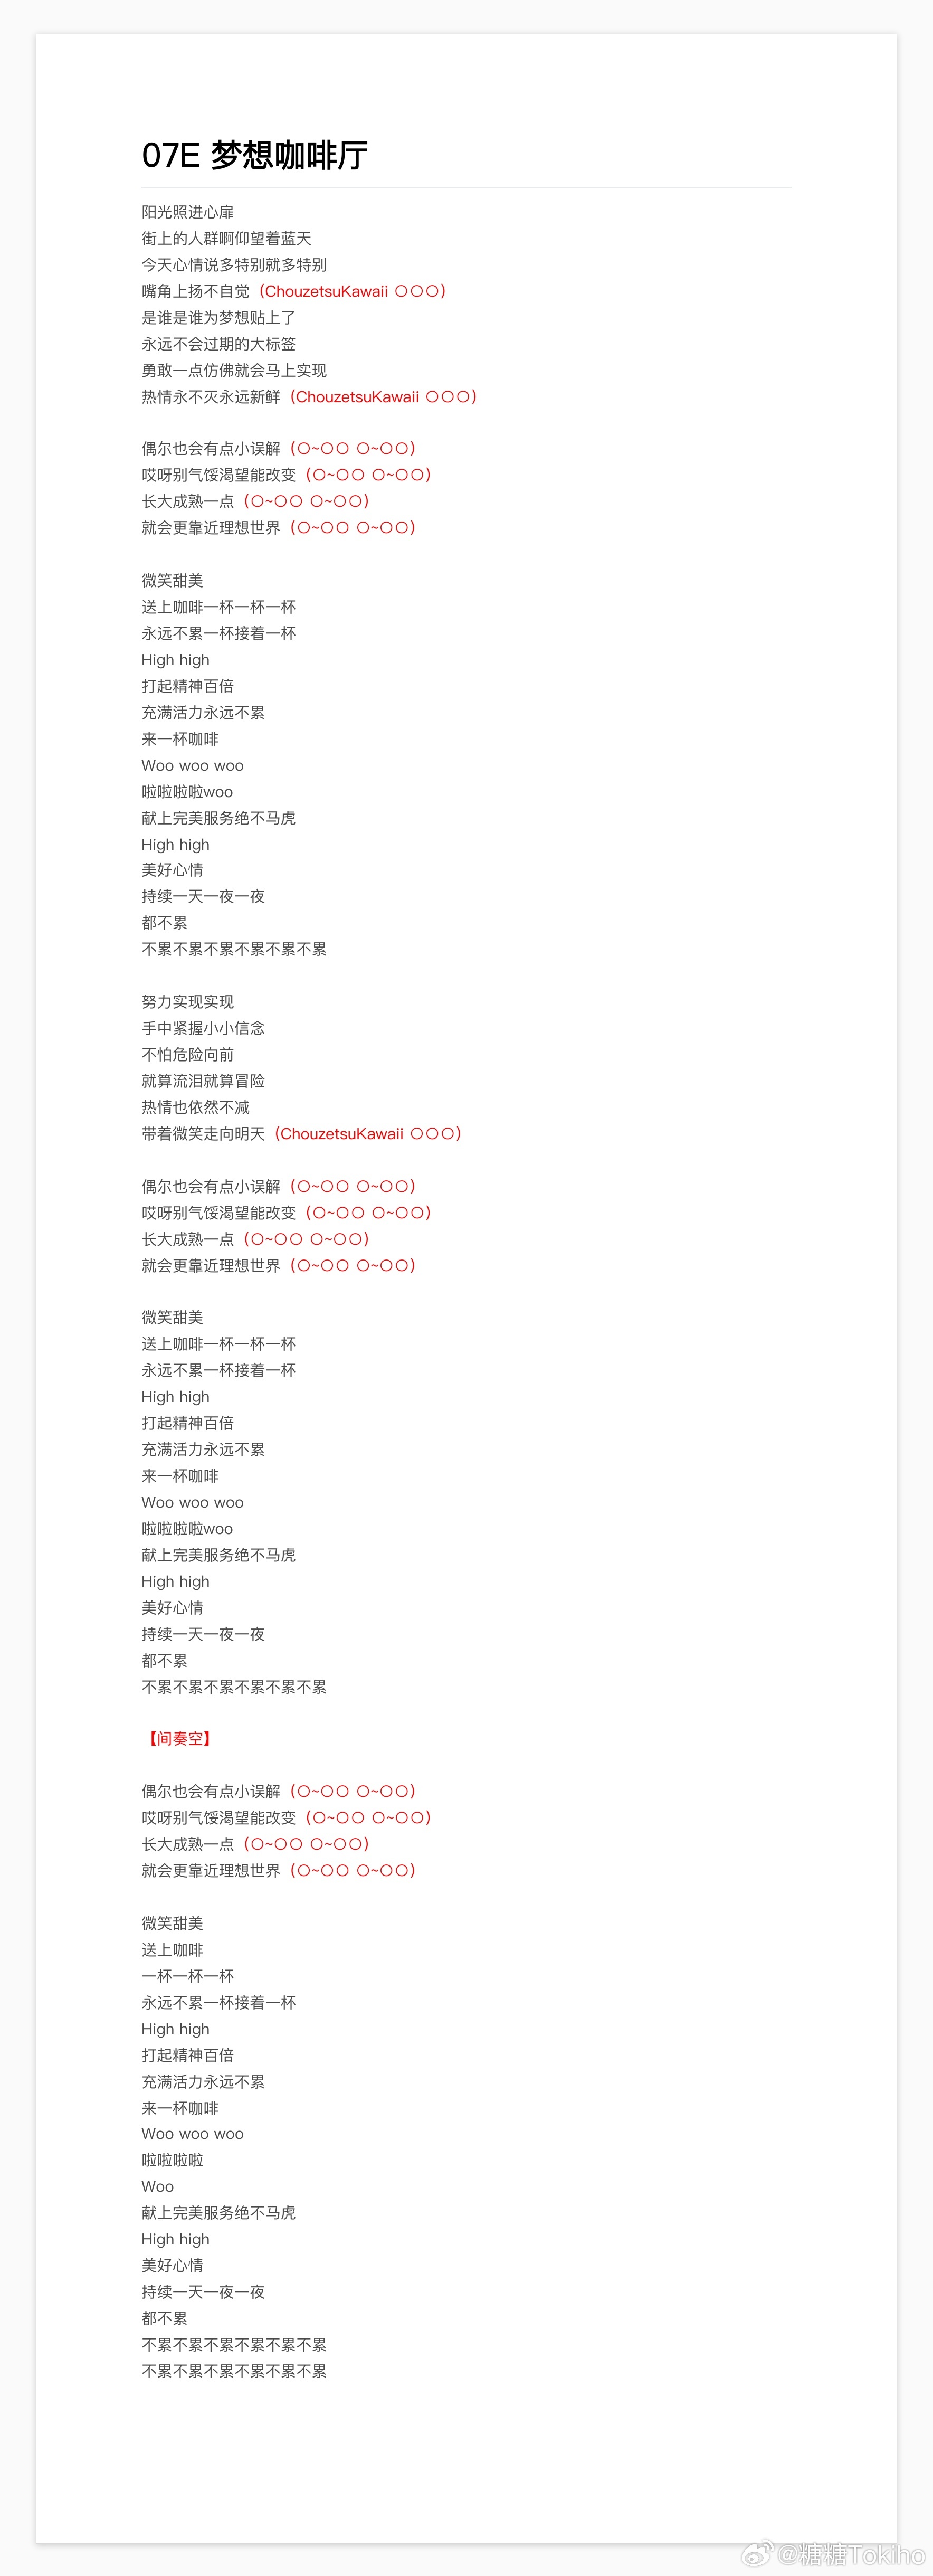 07E 梦想咖啡厅
阳光照进心扉
街上的人群啊仰望着蓝天
今天心情说多特别就多特别
嘴角上扬不自觉（ChouzetsuKawaii 〇〇〇）
是谁是谁为梦想贴上了
永远不会过期的大标签
勇敢一点仿佛就会马上实现
热情永不灭永远新鲜（ChouzetsuKawaii 〇〇〇）
偶尔也会有点小误解（〇~〇〇 〇~〇〇）
哎呀别气馁渴望能改变（〇~〇〇 〇~〇〇）
长大成熟一点（〇~〇〇 〇~〇〇）
就会更靠近理想世界（〇~〇〇 〇~〇〇）
微笑甜美
送上咖啡一杯一杯一杯
永远不累一杯接着一杯
High high
打起精神百倍
充满活力永远不累
来一杯咖啡
Woo woo woo
啦啦啦啦woo
献上完美服务绝不马虎
High high
美好心情
持续一天一夜一夜
都不累
不累不累不累不累不累不累
努力实现实现
手中紧握小小信念
不怕危险向前
就算流泪就算冒险
热情也依然不减
带着微笑走向明天（ChouzetsuKawaii 〇〇〇）
偶尔也会有点小误解（〇~〇〇 〇~〇〇）
哎呀别气馁渴望能改变（〇~〇〇 〇~〇〇）
长大成熟一点（〇~〇〇 〇~〇〇）
就会更靠近理想世界（〇~〇〇 〇~〇〇）
微笑甜美
送上咖啡一杯一杯一杯
永远不累一杯接着一杯
High high
打起精神百倍
充满活力永远不累
来一杯咖啡
Woo woo woo
啦啦啦啦woo
献上完美服务绝不马虎
High high
美好心情
持续一天一夜一夜
都不累
不累不累不累不累不累不累
【间奏空】
偶尔也会有点小误解（〇~〇〇 〇~〇〇）
哎呀别气馁渴望能改变（〇~〇〇 〇~〇〇）
长大成熟一点（〇~〇〇 〇~〇〇）
就会更靠近理想世界（〇~〇〇 〇~〇〇）
微笑甜美
送上咖啡
一杯一杯一杯
永远不累一杯接着一杯
High high
打起精神百倍
充满活力永远不累
来一杯咖啡
Woo woo woo
啦啦啦啦
Woo
献上完美服务绝不马虎
High high
美好心情
持续一天一夜一夜
都不累
不累不累不累不累不累不累
不累不累不累不累不累不累
@糖糖Tokiho